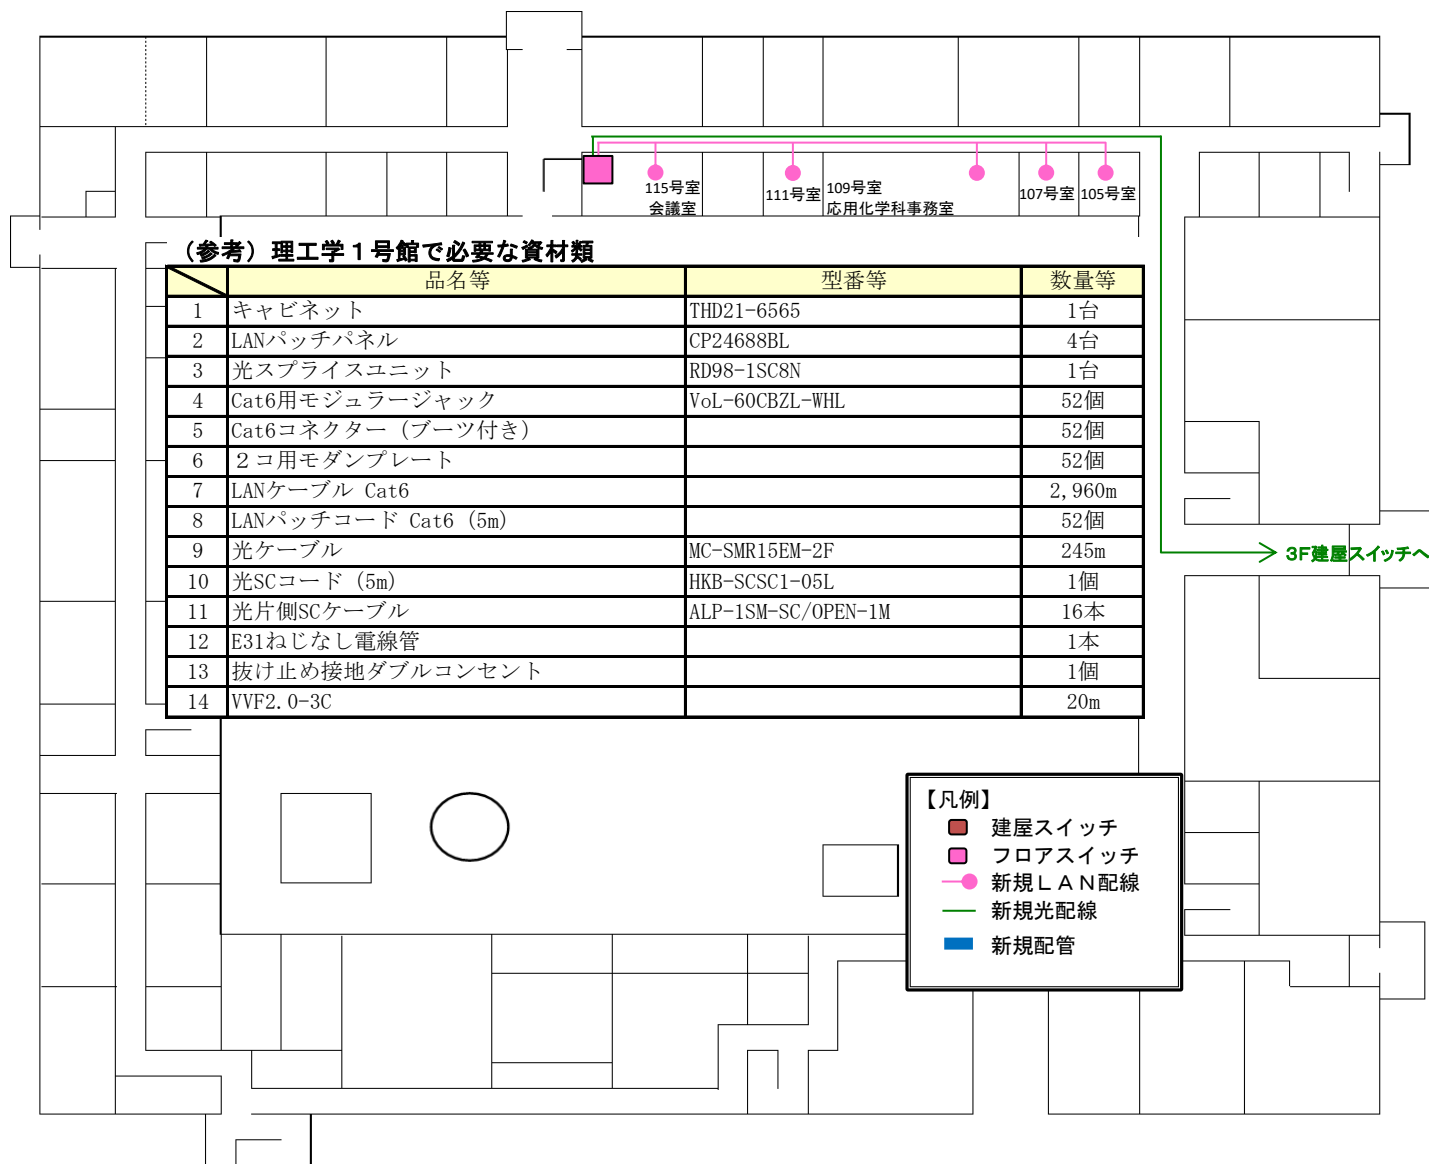 115号室
会議室
111号室
109号室
応用化学科事務室
107号室
105号室
（参考）理工学１号館で必要な資材類
品名等 型番等 数量等
1 キャビネット THD21-6565 1台
2 LANパッチパネル CP24688BL 4台
3 光スプライスユニット RD98-1SC8N 1台
4 Cat6用モジュラージャック VoL-60CBZL-WHL 52個
5 Cat6コネクター（ブーツ付き） 52個
6 ２コ用モダンプレート 52個
7 LANケーブル Cat6 2,960m
8 LANパッチコード Cat6（5m） 52個
9 光ケーブル MC-SMR15EM-2F 245m
10 光SCコード（5m） HKB-SCSC1-05L 1個
11 光片側SCケーブル ALP-1SM-SC/OPEN-1M 16本
12 E31ねじなし電線管 1本
13 抜け止め接地ダブルコンセント 1個
14 VVF2.0-3C 20m
3F建屋スイッチへ
【凡例】
建屋スイッチ
フロアスイッチ
新規ＬＡＮ配線
新規光配線
新規配管